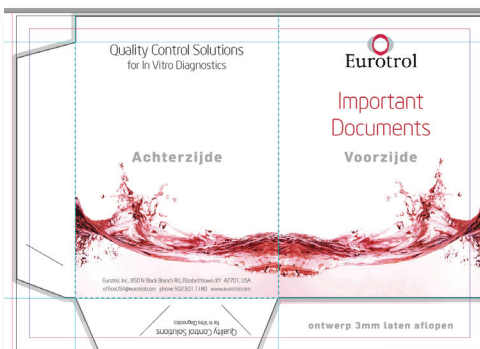 Quality Control Solutions
for In Vitro Diagnostics
Achterzijde
Eurotrol, Inc., 850 N Black Branch Rd, Elizabethtown, KY 42701, USA
officeUSA@eurotrol.com phone 502.501.1180 www.eurotrol.com
Eurotrol
Important
Documents
Voorzijde
Quality Control Solutions
for In Vitro Diagnostics
ontwerp 3mm laten aflopen